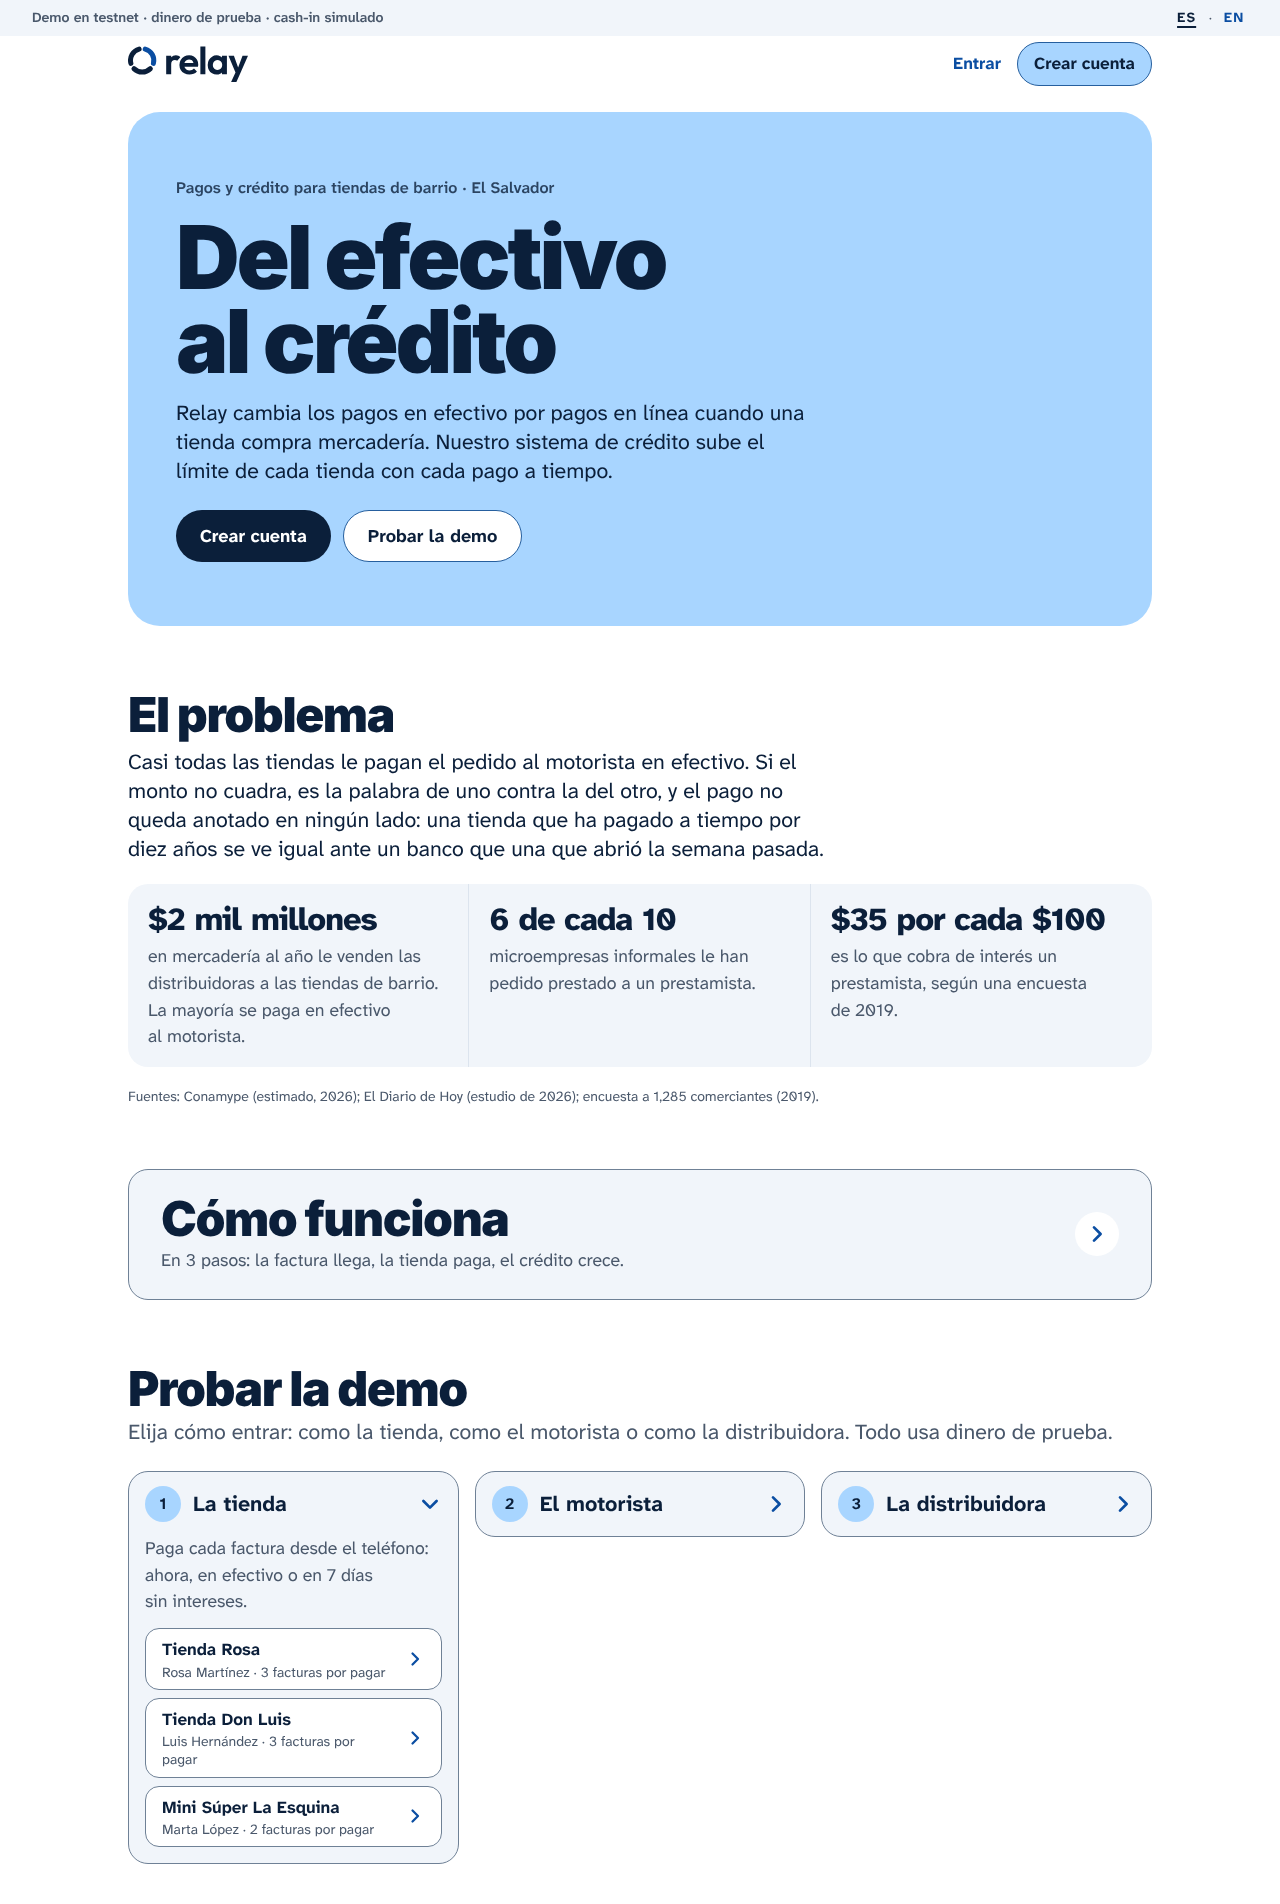 Demo en testnet · dinero de prueba · cash-in simulado
ES · EN
relay
Entrar
Crear cuenta
Pagos y crédito para tiendas de barrio · El Salvador
Del efectivo
al crédito
Relay cambia los pagos en efectivo por pagos en línea cuando una
tienda compra mercadería. Nuestro sistema de crédito sube el
límite de cada tienda con cada pago a tiempo.
Crear cuenta
Probar la demo
El problema
Casi todas las tiendas le pagan el pedido al motorista en efectivo. Si el
monto no cuadra, es la palabra de uno contra la del otro, y el pago no
queda anotado en ningún lado: una tienda que ha pagado a tiempo por
diez años se ve igual ante un banco que una que abrió la semana pasada.
$2 mil millones
en mercadería al año le venden las
distribuidoras a las tiendas de barrio.
La mayoría se paga en efectivo
al motorista.
6 de cada 10
microempresas informales le han
pedido prestado a un prestamista.
$35 por cada $100
es lo que cobra de interés un
prestamista, según una encuesta
de 2019.
Fuentes: Conamype (estimado, 2026); El Diario de Hoy (estudio de 2026); encuesta a 1,285 comerciantes (2019).
Cómo funciona
En 3 pasos: la factura llega, la tienda paga, el crédito crece.
Probar la demo
Elija cómo entrar: como la tienda, como el motorista o como la distribuidora. Todo usa dinero de prueba.
1 La tienda
Paga cada factura desde el teléfono:
ahora, en efectivo o en 7 días
sin intereses.
Tienda Rosa
Rosa Martínez · 3 facturas por pagar
Tienda Don Luis
Luis Hernández · 3 facturas por
pagar
Mini Súper La Esquina
Marta López · 2 facturas por pagar
2 El motorista
3 La distribuidora